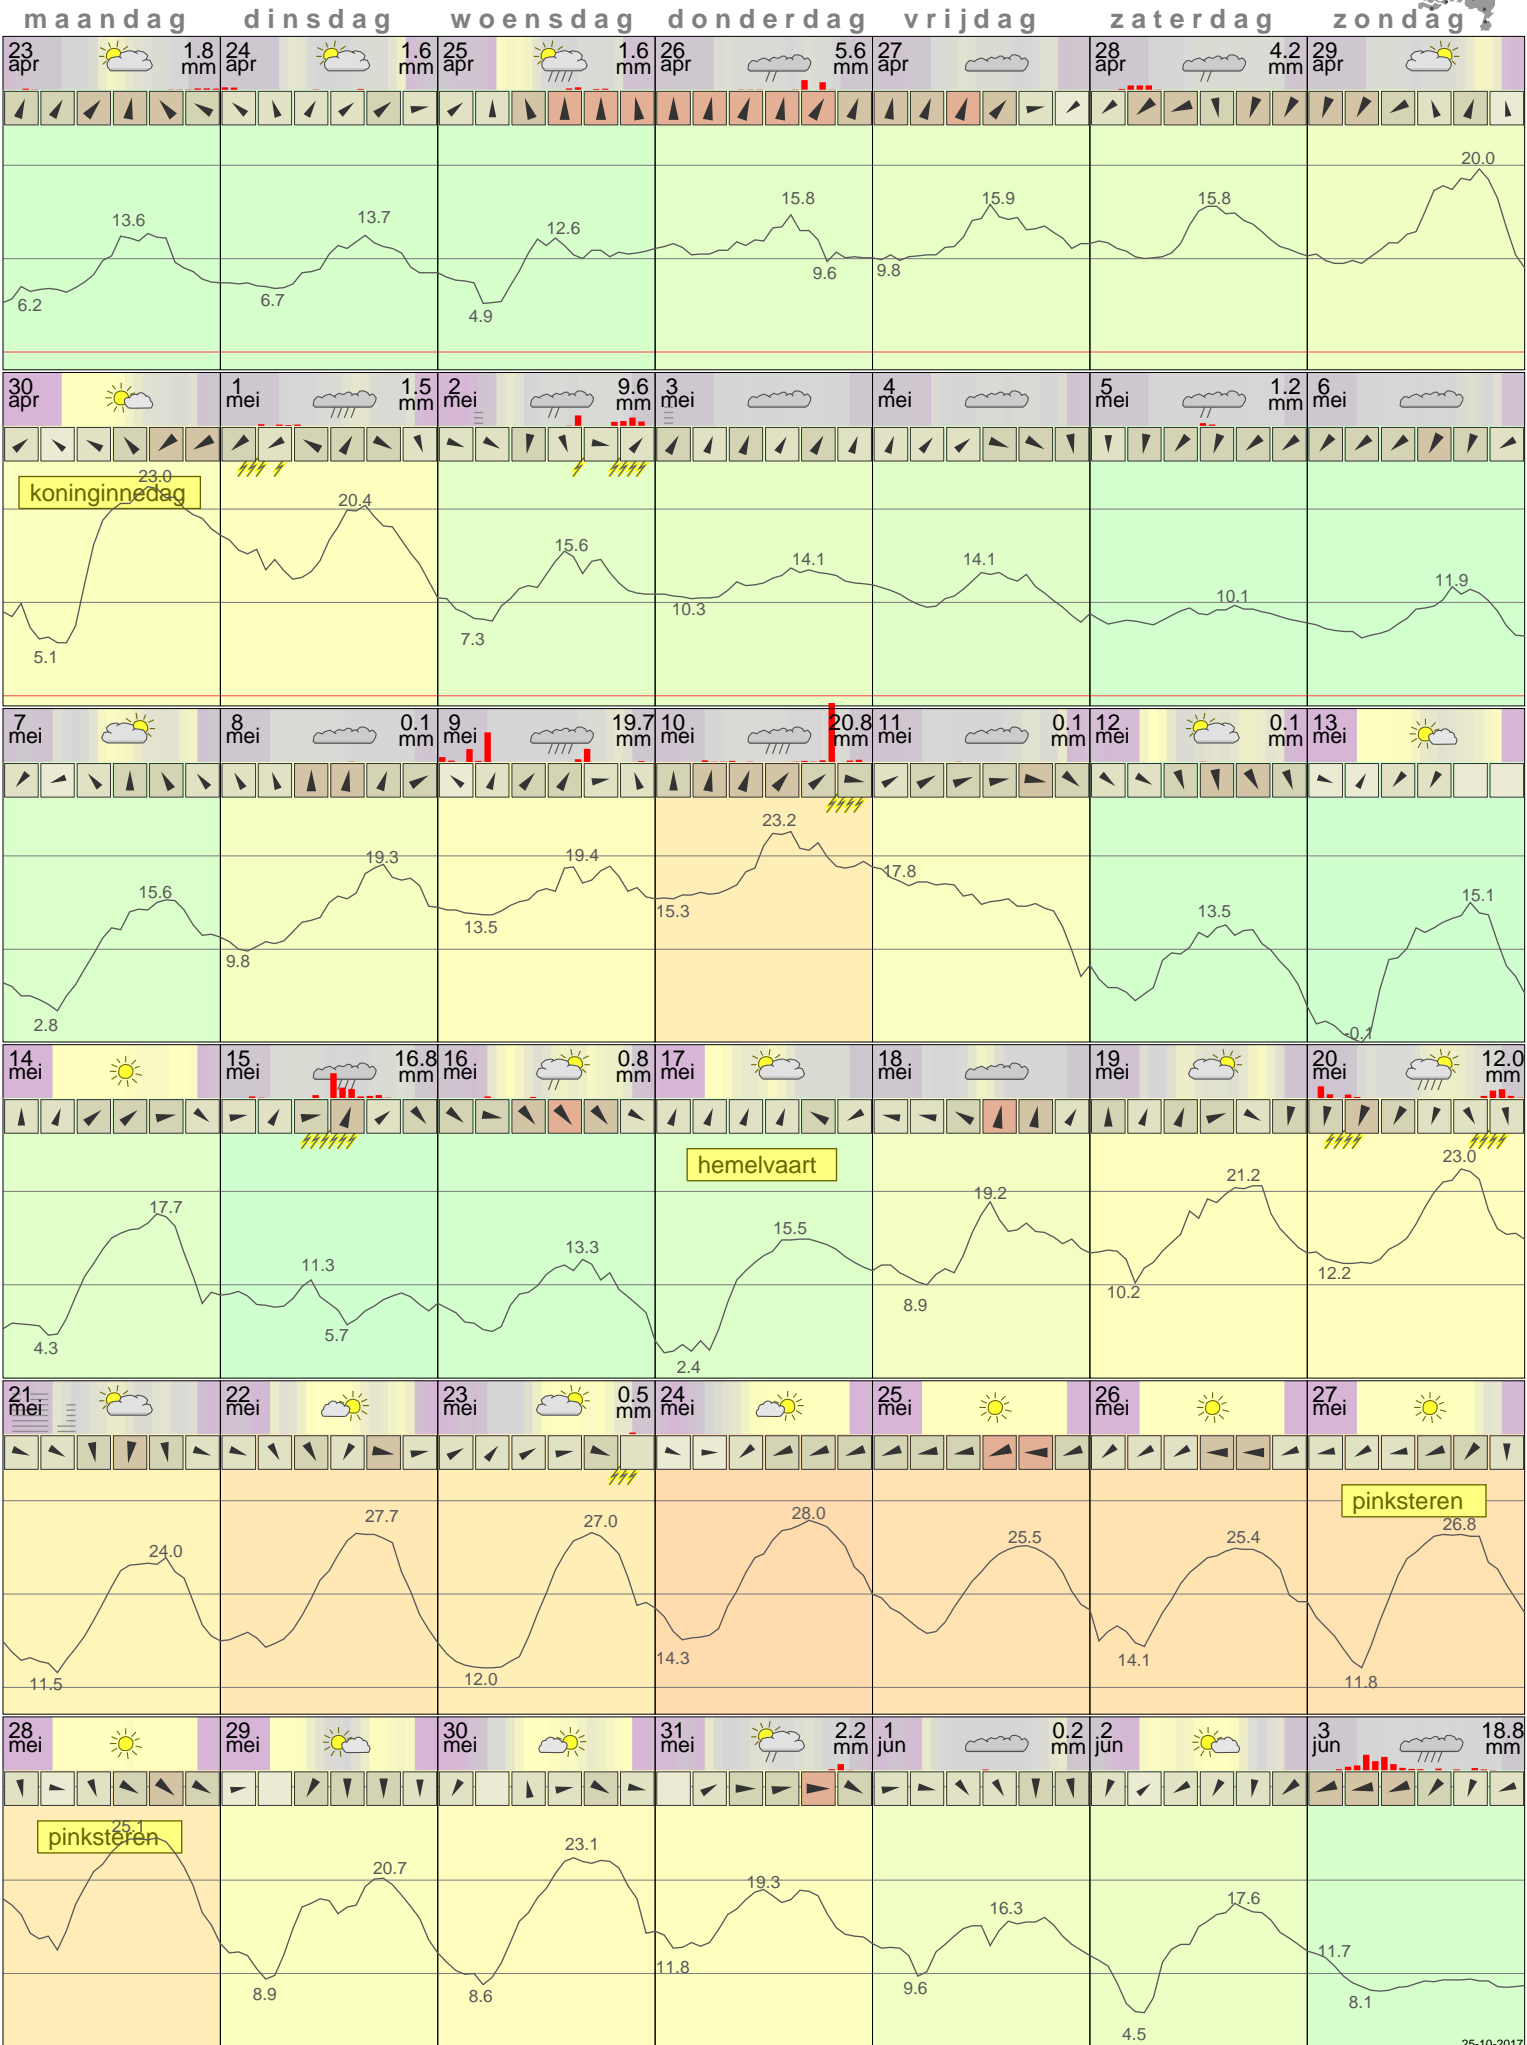 maandag dinsdag woensdag donderdag vrijdag zaterdag zondag
23 apr 1.8 mm 24 apr 1.6 mm 25 apr 1.6 mm 26 apr 5.6 mm 27 apr 28 apr 4.2 mm 29 apr
20.0
15.8 15.9 15.8
13.6 13.7 12.6
9.8 9.6
6.2 6.7 4.9
30 apr 1 mei 1.5 mm 2 mei 9.6 mm 3 mei 4 mei 5 mei 1.2 mm 6 mei
koninginnedag 23.0
20.4
15.6 14.1 14.1
11.9
10.3 10.1
5.1 7.3
7 mei 8 mei 0.1 mm 9 mei 19.7 mm 10 mei 20.8 mm 11 mei 0.1 mm 12 mei 0.1 mm 13 mei
23.2
19.3 19.4 17.8
15.6 15.3 13.5 15.1
13.5
9.8
2.8 -0.1
14 mei 15 mei 16.8 mm 16 mei 0.8 mm 17 mei 18 mei 19 mei 20 mei 12.0 mm
hemelvaart 23.0
17.7 19.2 21.2
11.3 13.3 15.5
12.2
8.9 10.2
4.3 5.7 2.4
21 mei 22 mei 23 mei 0.5 mm 24 mei 25 mei 26 mei 27 mei
pinksteren
24.0 27.7 27.0 28.0 25.5 25.4 26.8
14.3 14.1
11.5 12.0 11.8
28 mei 29 mei 30 mei 31 mei 2.2 mm 1 jun 0.2 mm 2 jun 3 jun 18.8 mm
pinksteren 25.1
20.7 23.1 19.3
16.3 17.6
11.8 11.7
8.9 8.6 9.6 8.1
4.5
25-10-2017